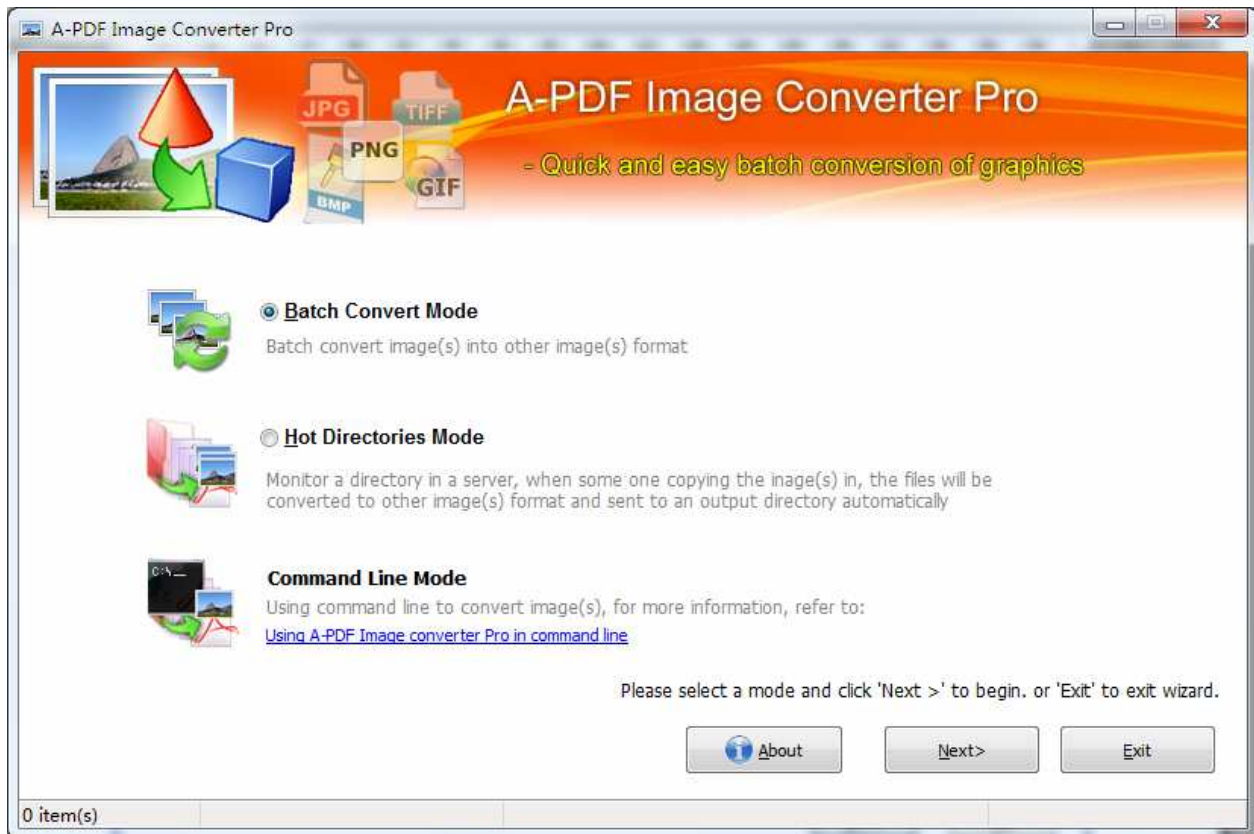 A-PDF Image Converter Pro
A-PDF Image Converter Pro
- Quick and easy batch conversion of graphics
JPG
TIFF
PNG
GIF
BMP
Batch Convert Mode
Batch convert image(s) into other image(s) format
Hot Directories Mode
Monitor a directory in a server, when some one copying the inage(s) in, the files will be
converted to other image(s) format and sent to an output directory automatically
C:\_
Command Line Mode
Using command line to convert image(s), for more information, refer to:
Using A-PDF Image converter Pro in command line
Please select a mode and click 'Next >' to begin. or 'Exit' to exit wizard.
About
Next>
Exit
0 item(s)